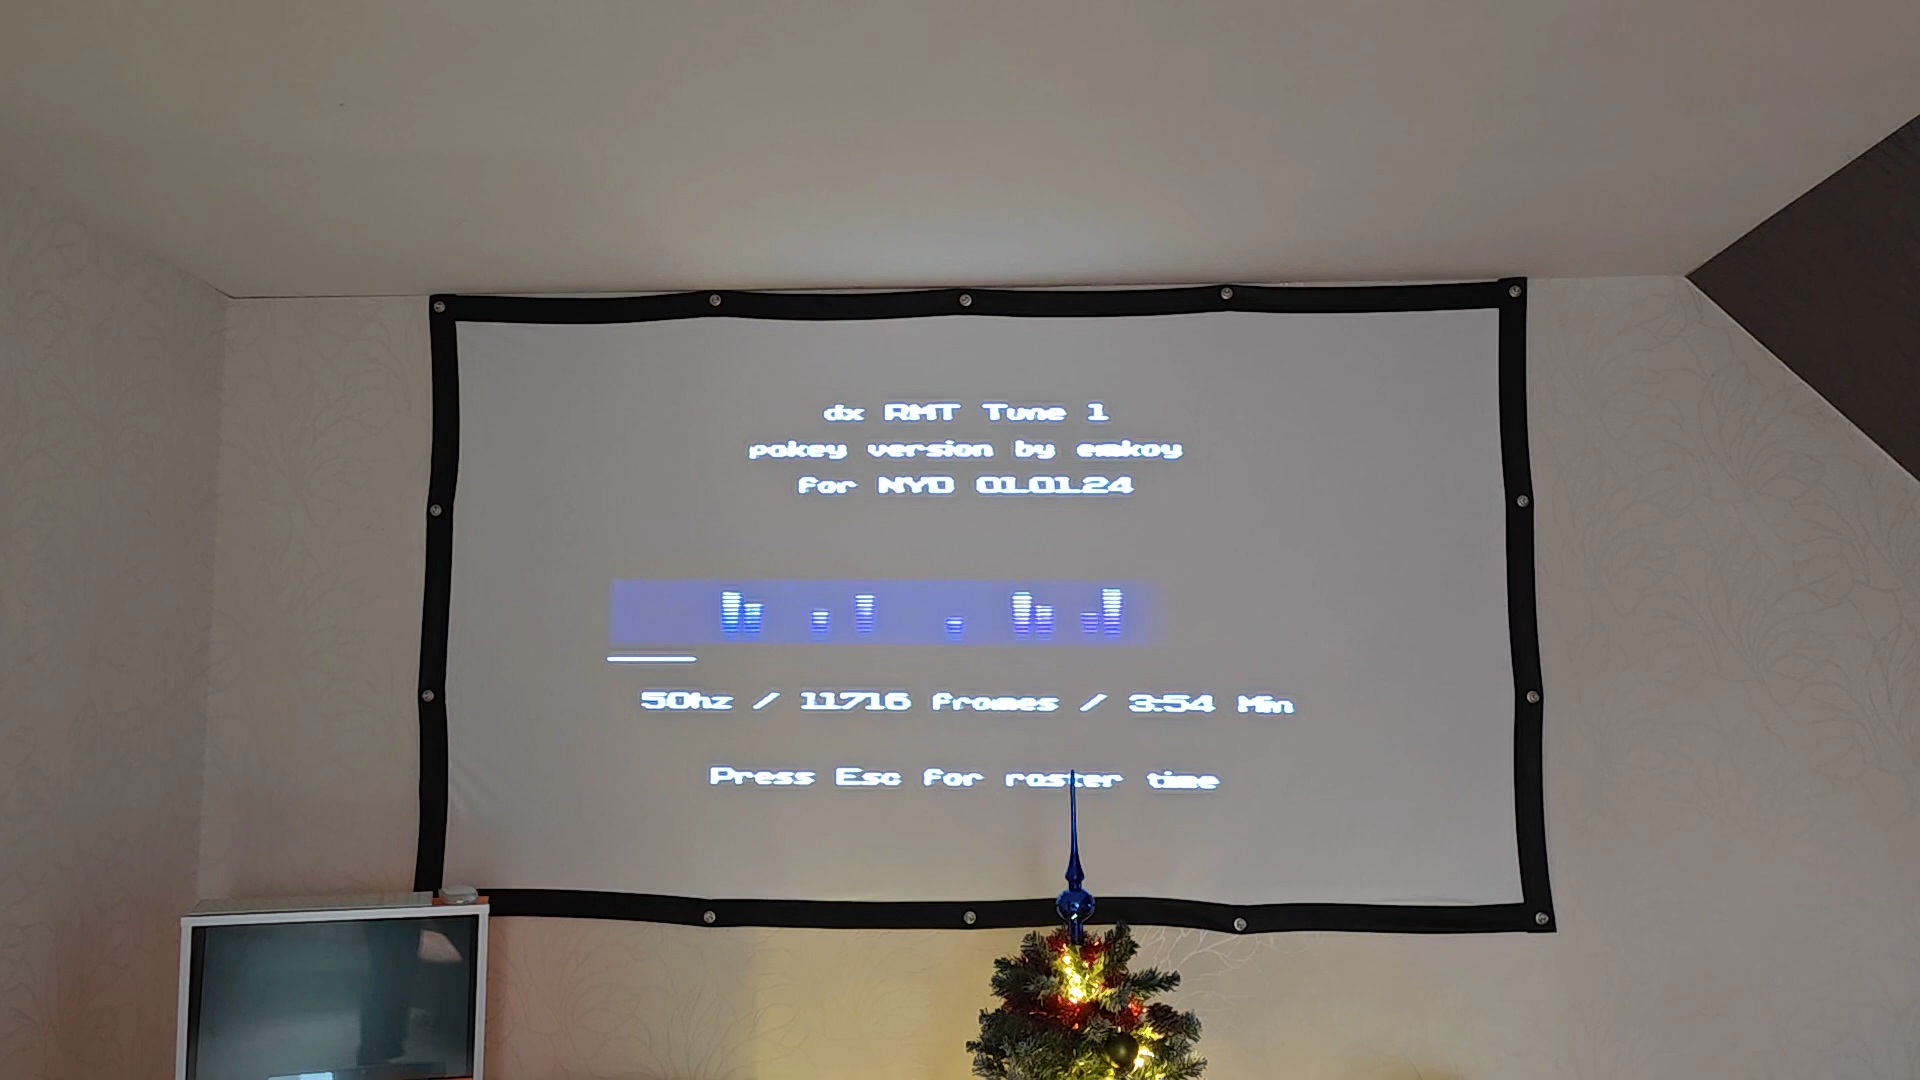 dx RMT Tune 1
pokey version by emkay
for NYD 01.01.24
50hz / 11716 frames / 3:54 Min
Press Esc for raster time